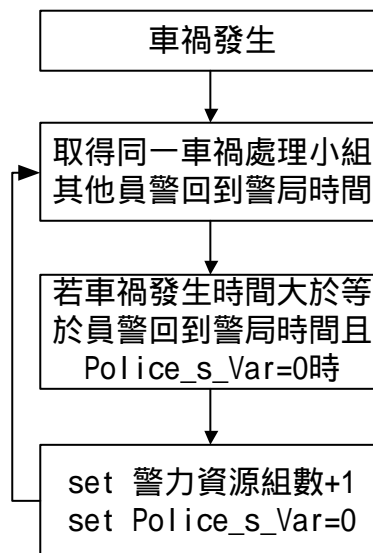 車禍發生
取得同一車禍處理小組
其他員警回到警局時間
若車禍發生時間大於等
於員警回到警局時間且
Police_s_Var=0時
set 警力資源組數+1
set Police_s_Var=0